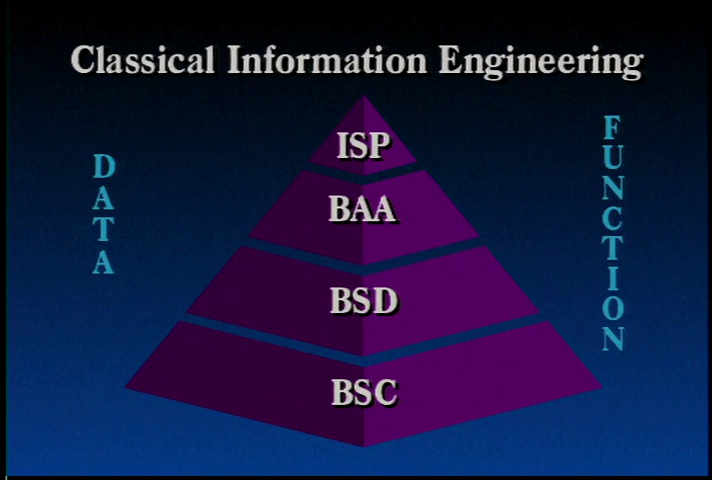 Classical Information Engineering
DATA
FUNCTION
ISP
BAA
BSD
BSC